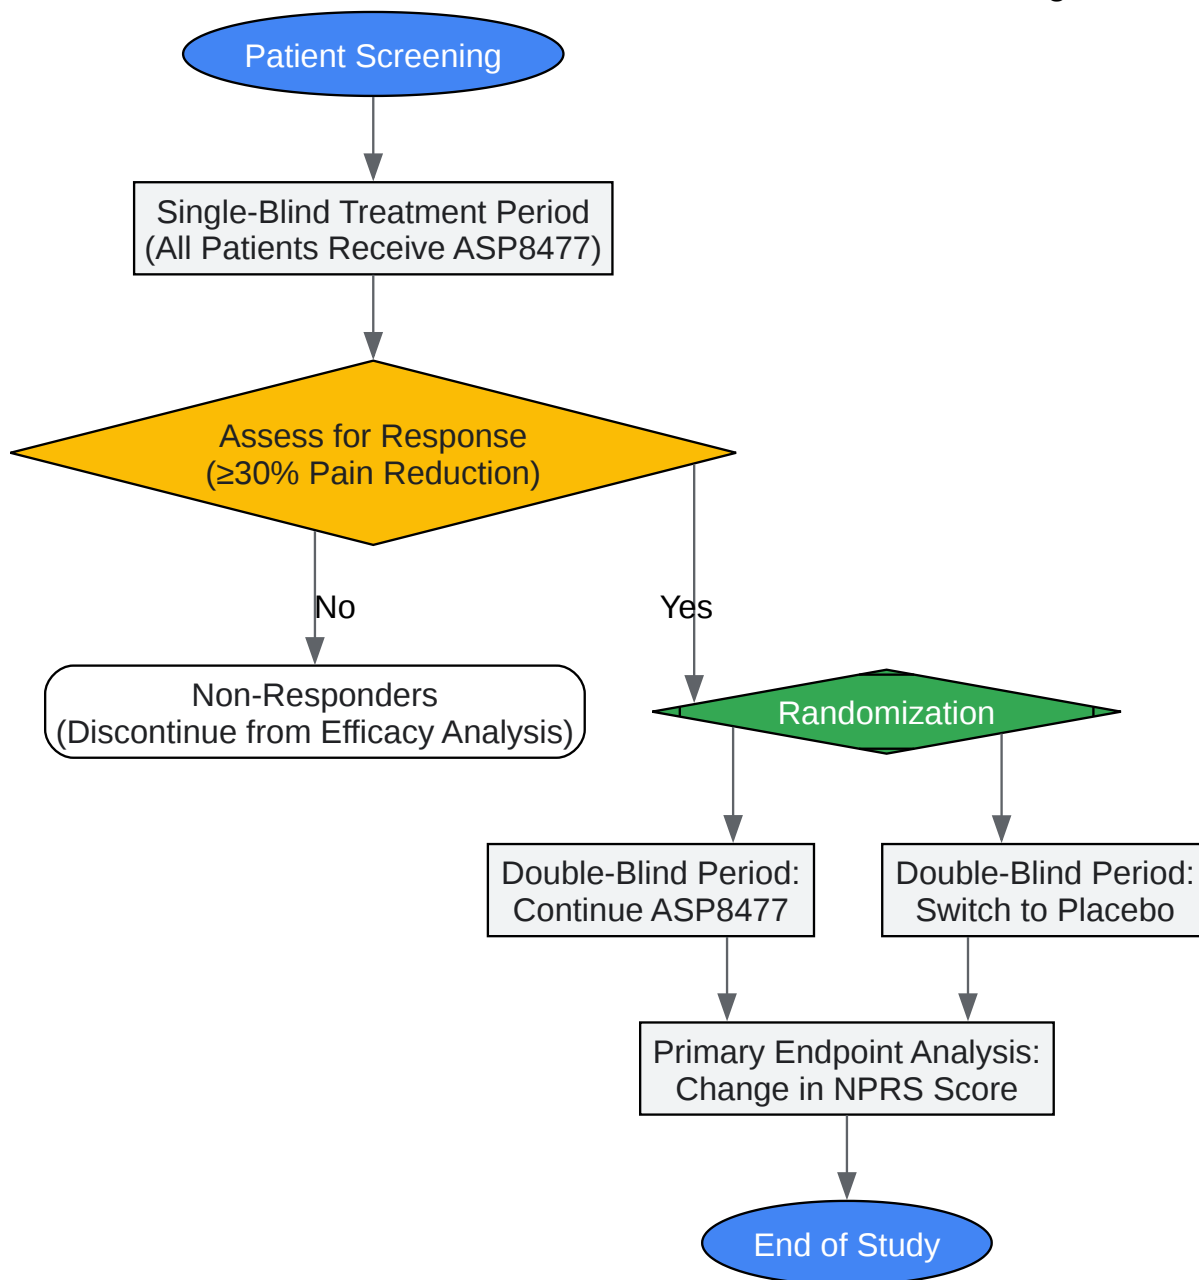 Patient Screening
Single-Blind Treatment Period
(All Patients Receive ASP8477)
Assess for Response
(≥30% Pain Reduction)
No
Yes
Non-Responders
(Discontinue from Efficacy Analysis)
Randomization
Double-Blind Period:
Continue ASP8477
Double-Blind Period:
Switch to Placebo
Primary Endpoint Analysis:
Change in NPRS Score
End of Study